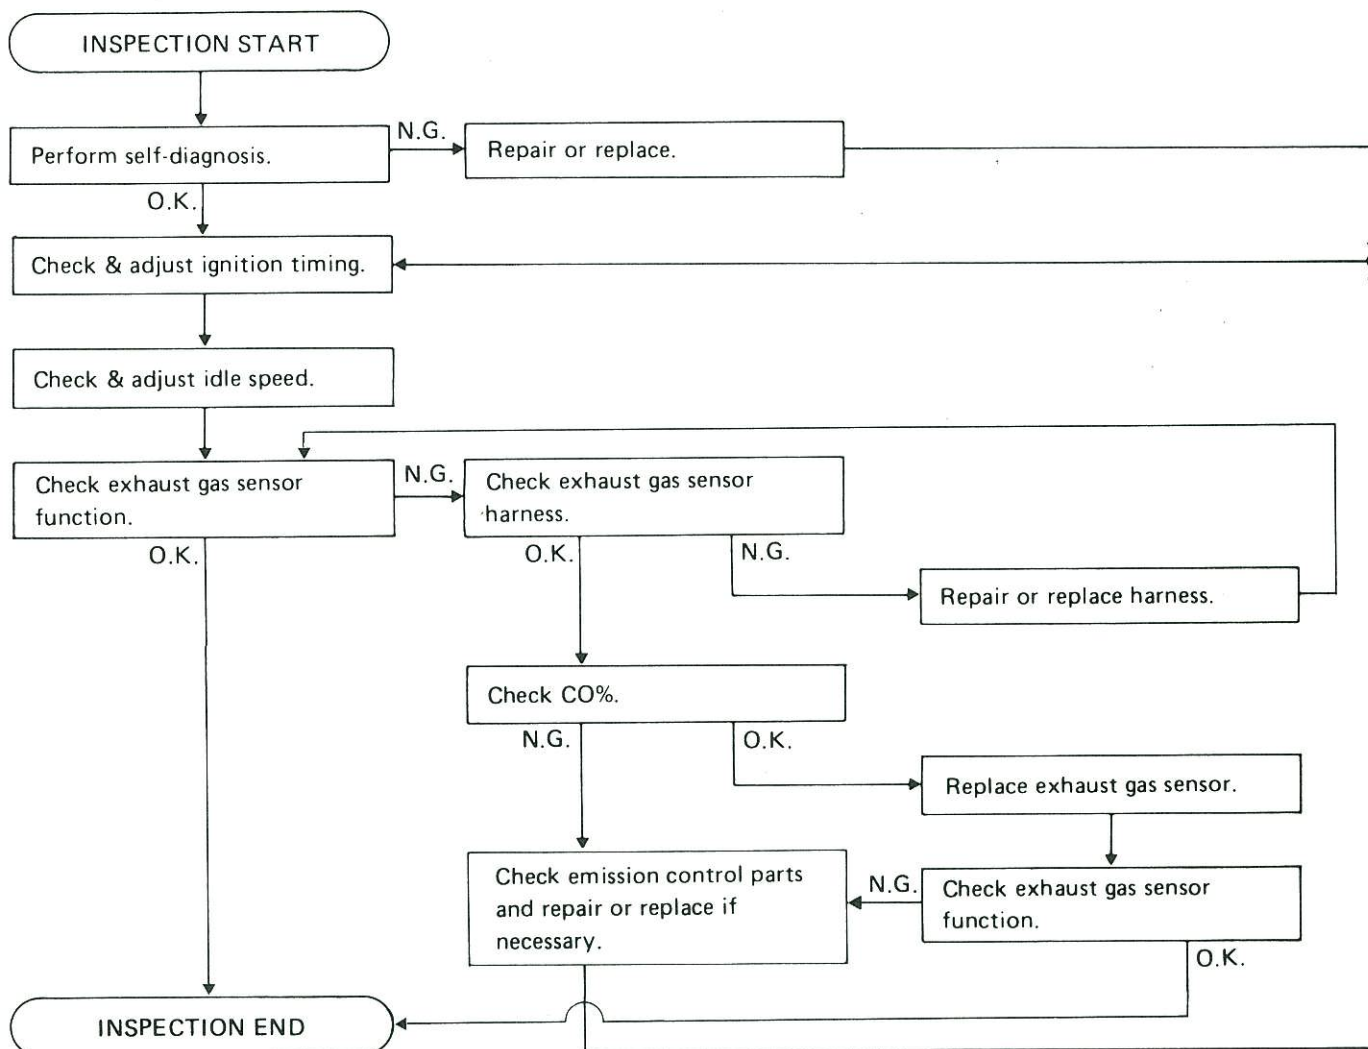 INSPECTION START
Perform self-diagnosis.
N.G.
Repair or replace.
O.K.
Check & adjust ignition timing.
Check & adjust idle speed.
Check exhaust gas sensor
function.
N.G.
Check exhaust gas sensor
harness.
O.K.
O.K.
N.G.
Repair or replace harness.
Check CO%.
N.G.
O.K.
Replace exhaust gas sensor.
Check emission control parts
and repair or replace if
necessary.
N.G.
Check exhaust gas sensor
function.
O.K.
INSPECTION END